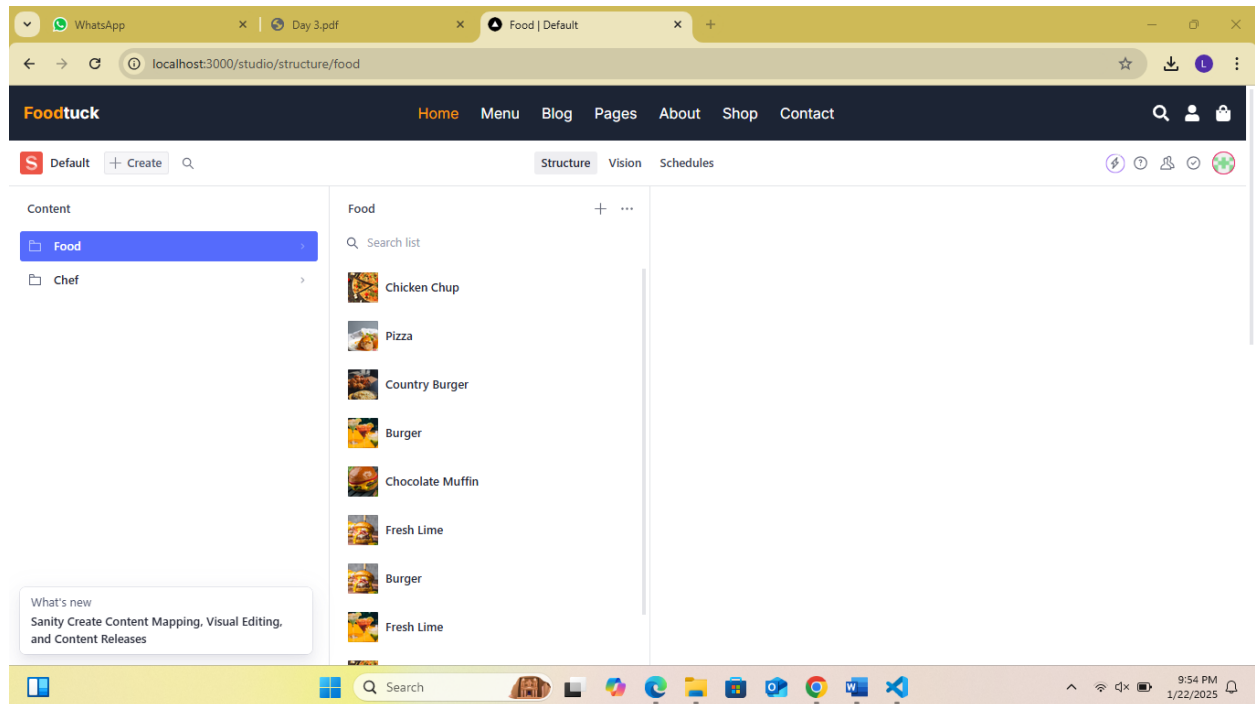 WhatsApp
Day 3.pdf
Food | Default
localhost:3000/studio/structure/food
L
Foodtuck
Home Menu Blog Pages About Shop Contact
S Default + Create
Structure Vision Schedules
Content
Food
Chef
Food
Search list
Chicken Chup
Pizza
Country Burger
Burger
Chocolate Muffin
Fresh Lime
Burger
Fresh Lime
What's new
Sanity Create Content Mapping, Visual Editing,
and Content Releases
Search
9:54 PM
1/22/2025